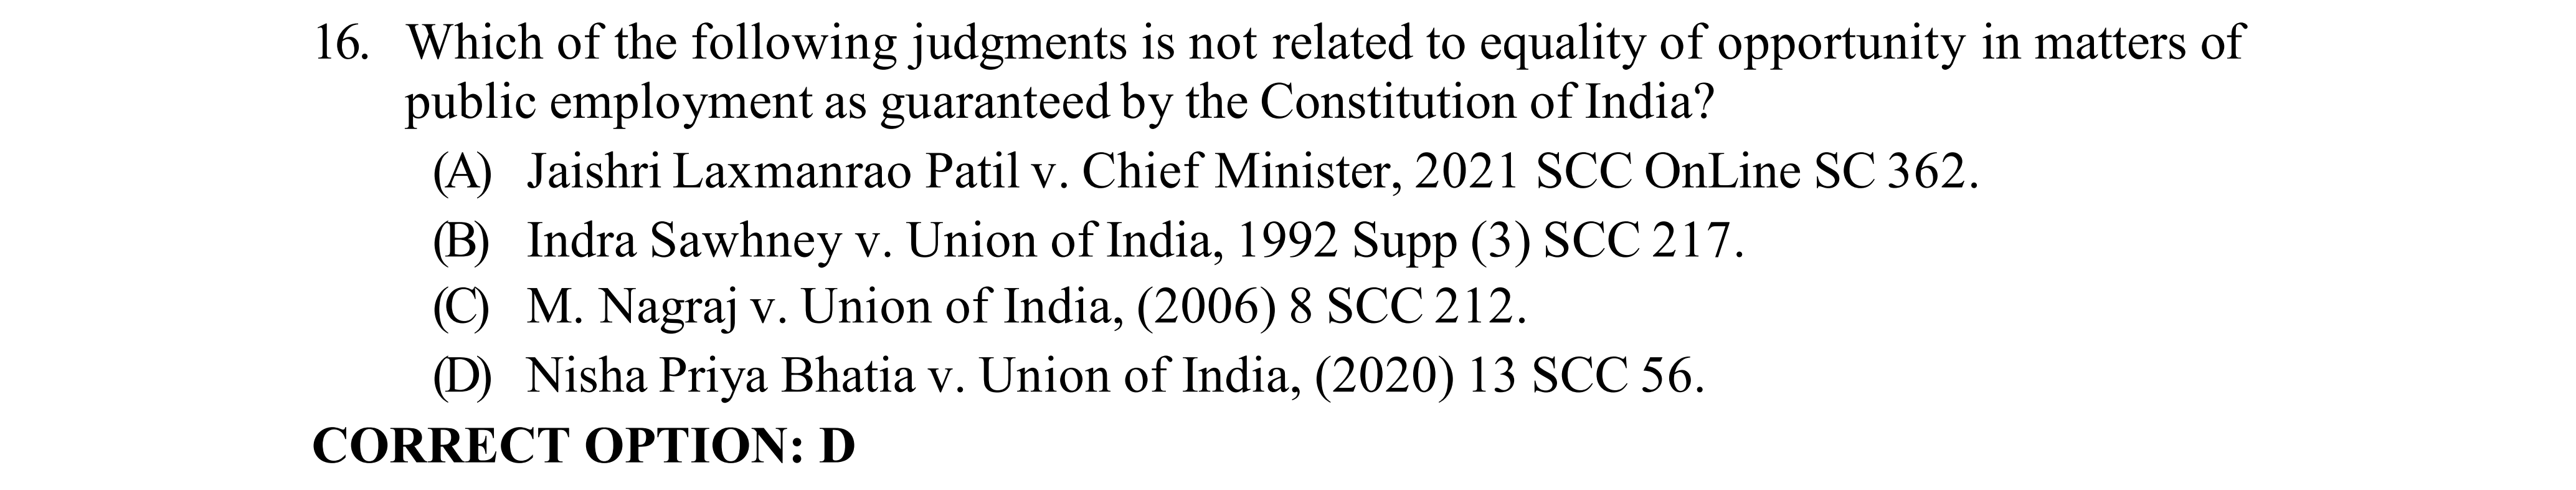 16. Which of the following judgments is not related to equality of opportunity in matters of
public employment as guaranteed by the Constitution of India?
(A) Jaishri Laxmanrao Patil v. Chief Minister, 2021 SCC OnLine SC 362.
(B) Indra Sawhney v. Union of India, 1992 Supp (3) SCC 217.
(C) M. Nagraj v. Union of India, (2006) 8 SCC 212.
(D) Nisha Priya Bhatia v. Union of India, (2020) 13 SCC 56.
CORRECT OPTION: D